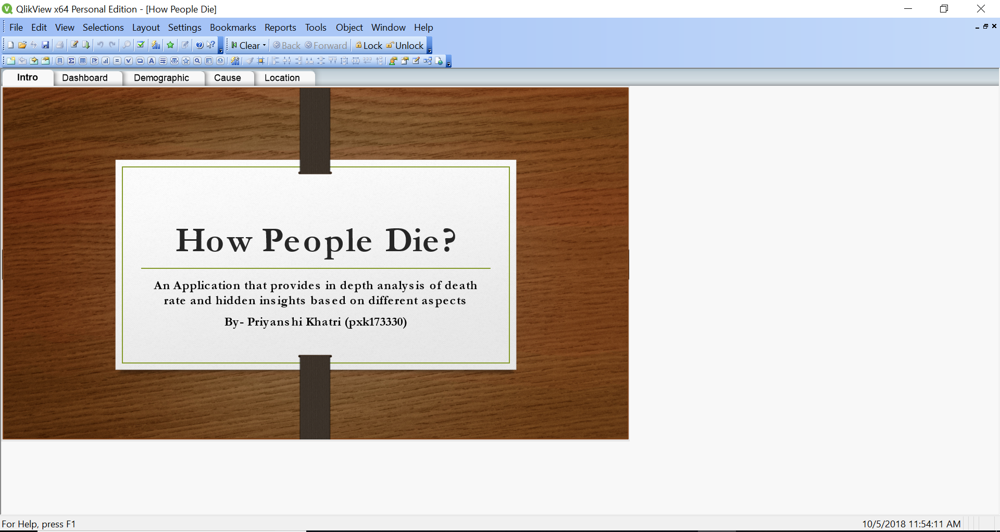 QlikView x64 Personal Edition - [How People Die]
File Edit View Selections Layout Settings Bookmarks Reports Tools Object Window Help
Clear Back Forward Lock Unlock
Intro Dashboard Demographic Cause Location
How People Die?
An Application that provides in depth analysis of death
rate and hidden insights based on different aspects
By- Priyanshi Khatri (pxk173330)
For Help, press F1 10/5/2018 11:54:11 AM